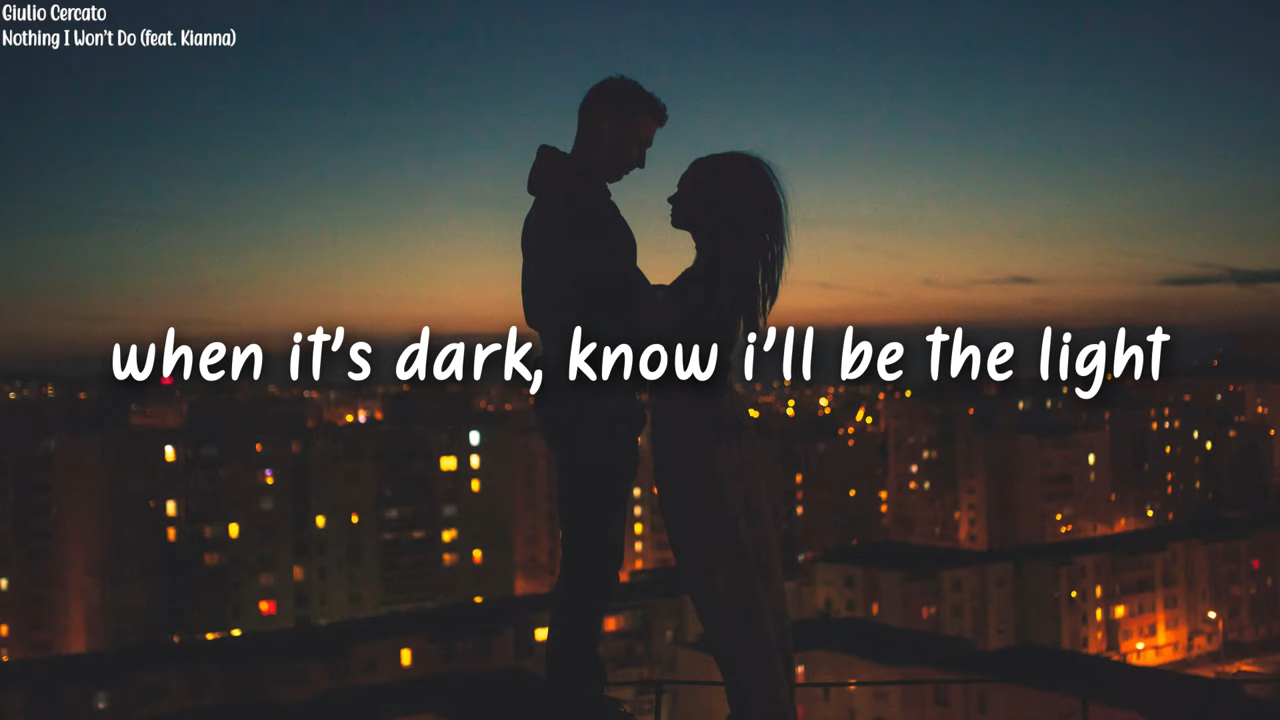 Giulio Cercato
Nothing I Won't Do (feat. Kianna)
when it's dark, know i'll be the light